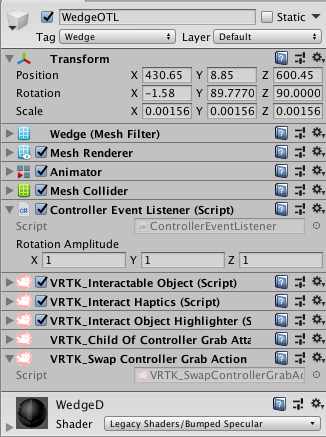 WedgeOTL Static
Tag Wedge Layer Default
Transform
Position X 430.65 Y 8.85 Z 600.45
Rotation X -1.58 Y 89.7770 Z 90.0000
Scale X 0.00156 Y 0.00156 Z 0.00156
Wedge (Mesh Filter)
Mesh Renderer
Animator
Mesh Collider
Controller Event Listener (Script)
Script ControllerEventListener
Rotation Amplitude
X 1 Y 1 Z 1
VRTK_Interactable Object (Script)
VRTK_Interact Haptics (Script)
VRTK_Interact Object Highlighter (S
VRTK_Child Of Controller Grab Atta
VRTK_Swap Controller Grab Action
Script VRTK_SwapControllerGrabAc
WedgeD
Shader Legacy Shaders/Bumped Specular